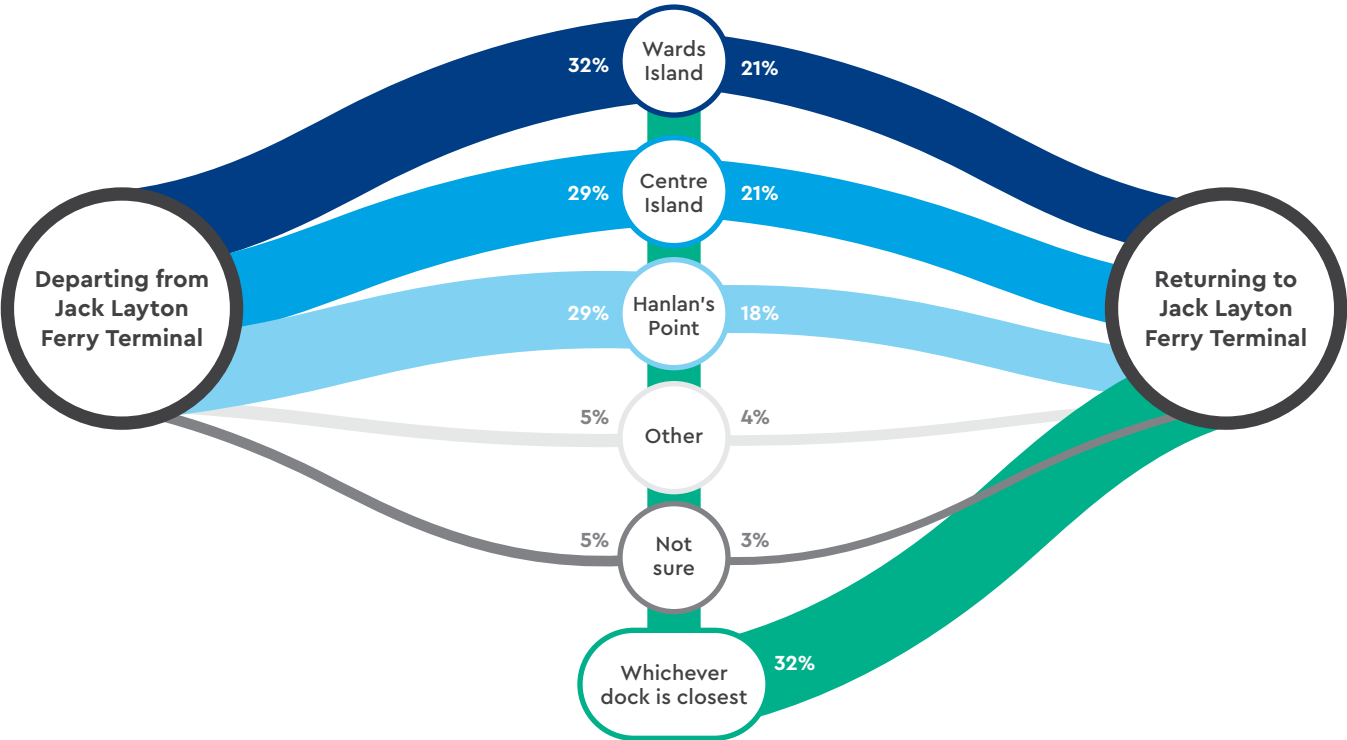 Wards
Island
32%
21%
Centre
Island
29%
21%
Departing from
Jack Layton
Ferry Terminal
Hanlan's
Point
29%
18%
Returning to
Jack Layton
Ferry Terminal
5%
4%
Other
5%
3%
Not
sure
Whichever
dock is closest
32%